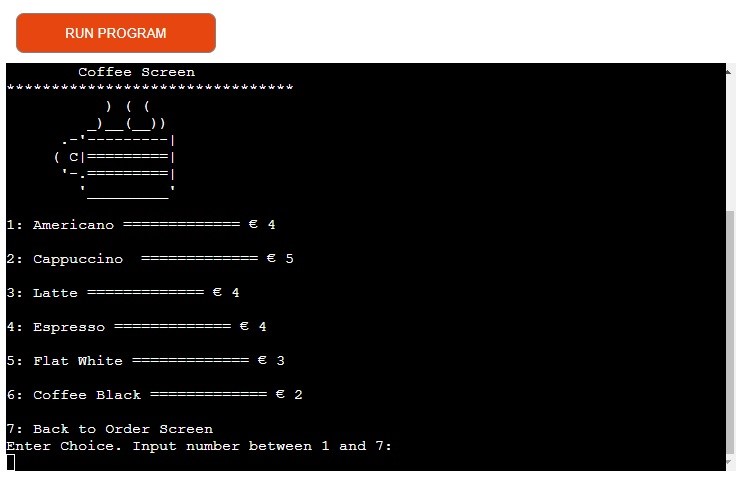 RUN PROGRAM
Coffee Screen
********************************
) ( (
_)__(__))
.-'---------|
( C|=========|
'-.=========|
'_________'
1: Americano ============= € 4
2: Cappuccino  ============= € 5
3: Latte ============= € 4
4: Espresso ============= € 4
5: Flat White ============= € 3
6: Coffee Black ============= € 2
7: Back to Order Screen
Enter Choice. Input number between 1 and 7: